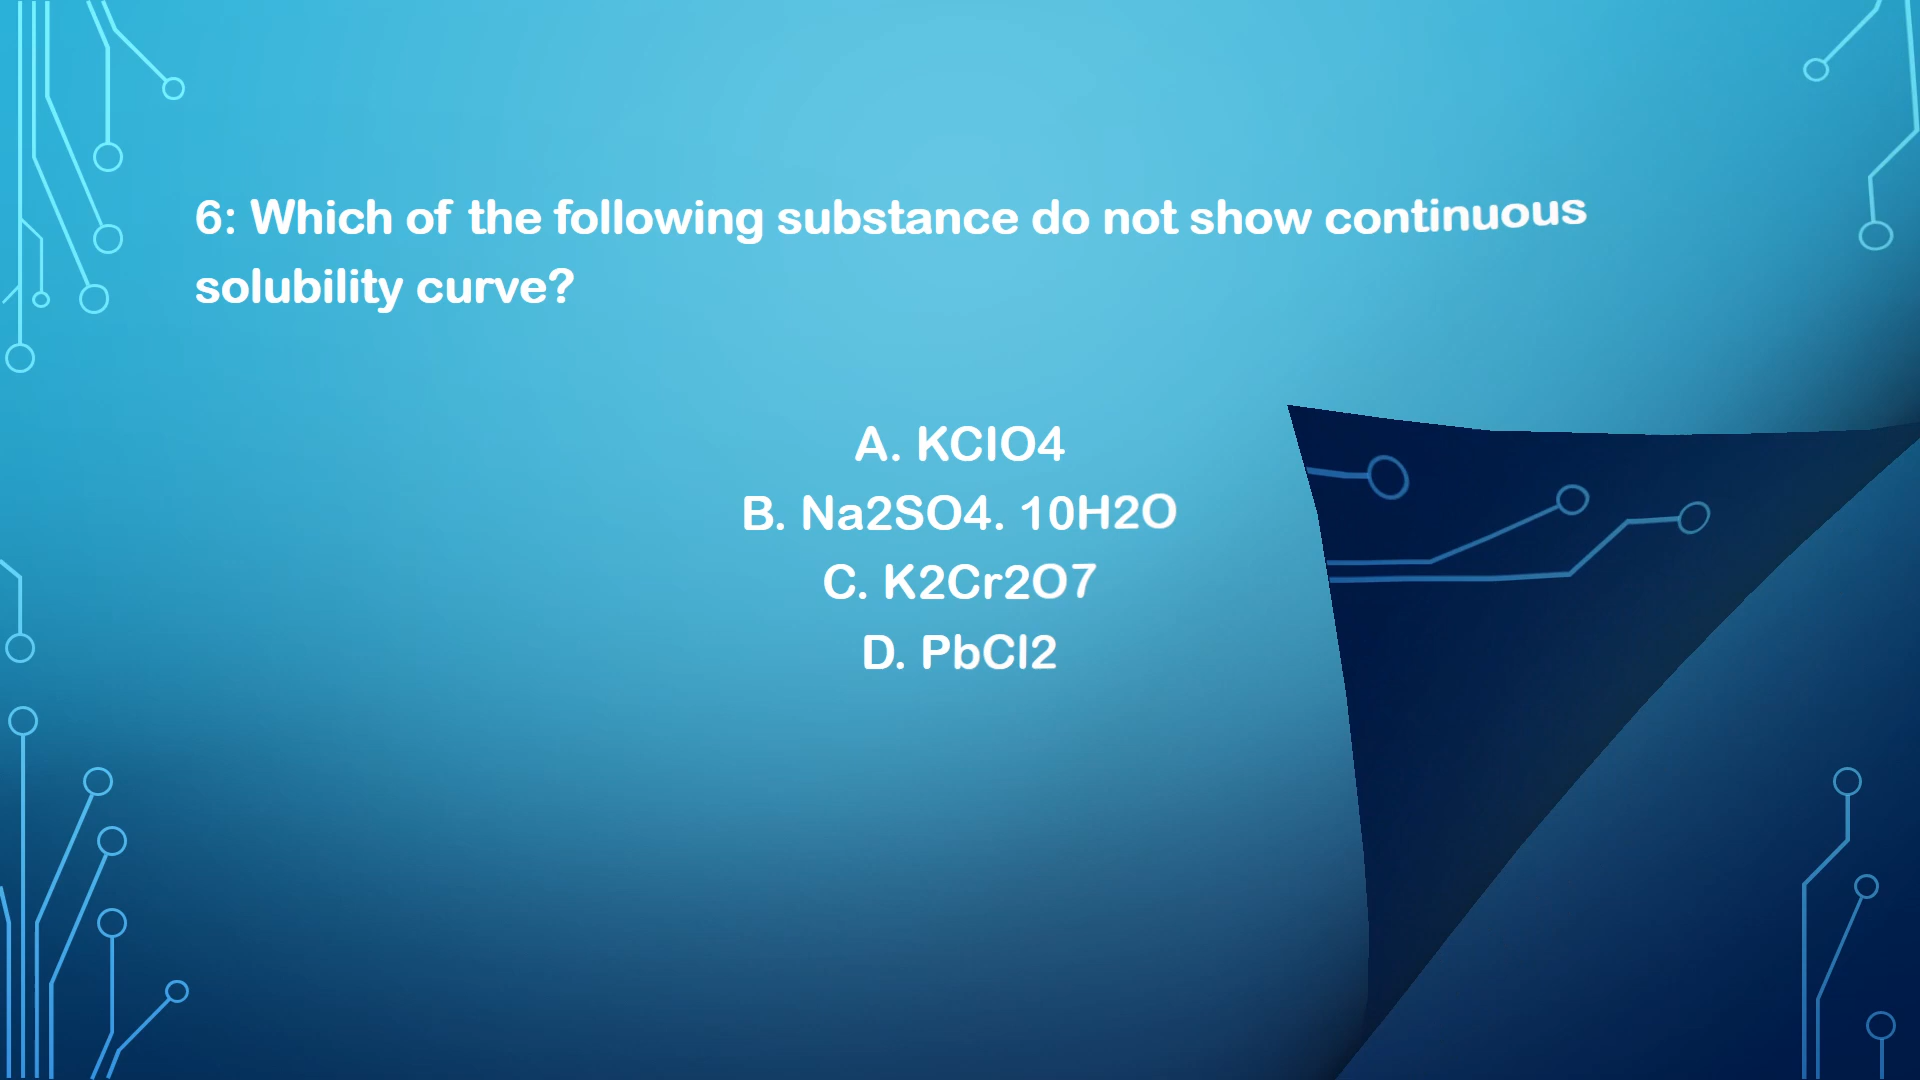 6: Which of the following substance do not show continuous
solubility curve?
A. KClO4
B. Na2SO4. 10H2O
C. K2Cr2O7
D. PbCl2